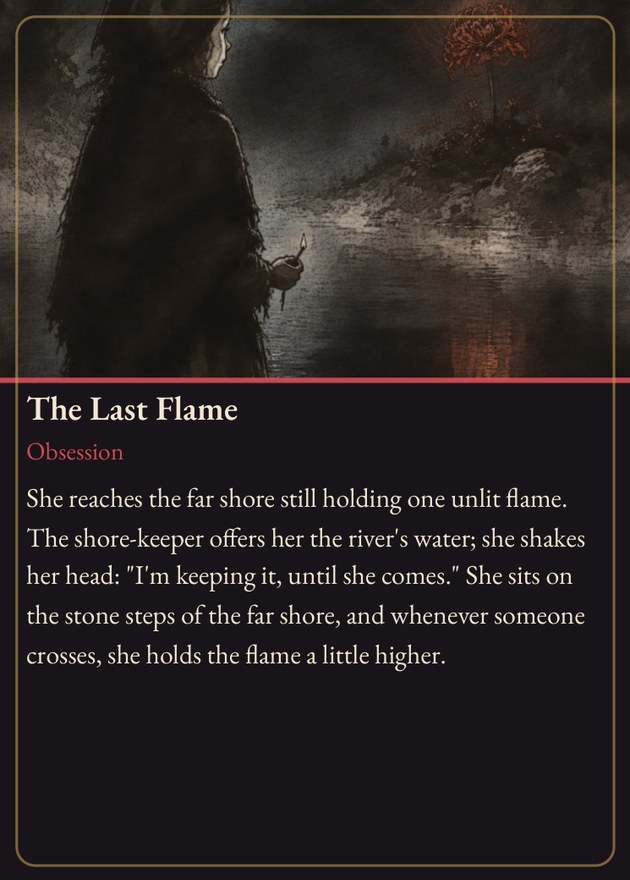 The Last Flame
Obsession
She reaches the far shore still holding one unlit flame.
The shore-keeper offers her the river's water; she shakes
her head: "I'm keeping it, until she comes." She sits on
the stone steps of the far shore, and whenever someone
crosses, she holds the flame a little higher.